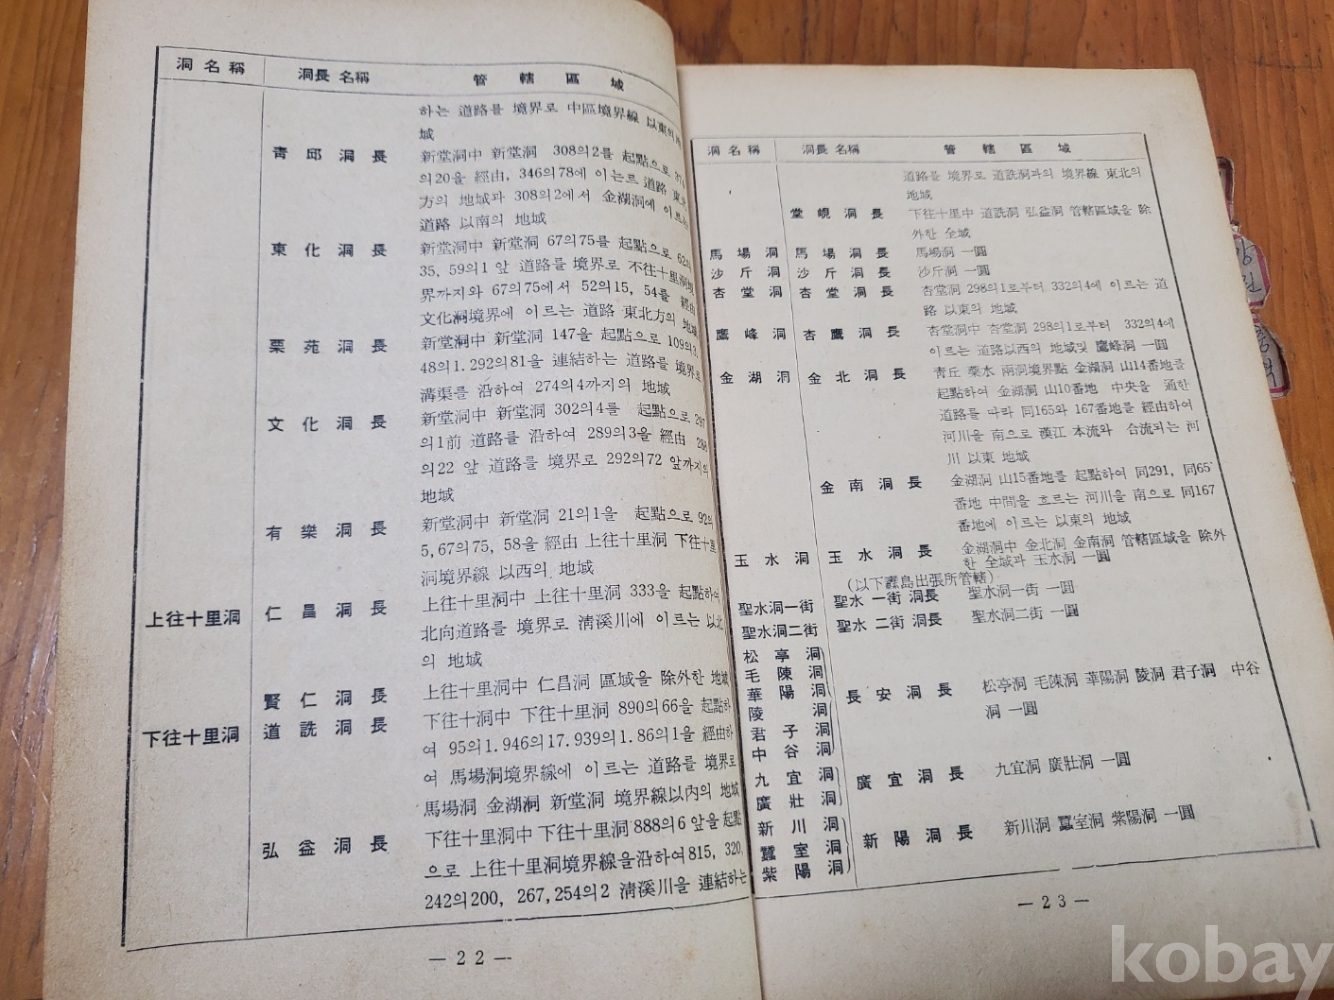 洞名稱 洞長名稱 管轄區域
하는 道路를 境界로 中區境界線 以東의
域
靑邱洞長 新堂洞中 新堂洞 308의2를 起點으로
의20을 經由, 346의78에 이르는 道路 東北
方의 地域과 308의2에서 金湖洞에 이르는
道路 以南의 地域
東化洞長 新堂洞中 新堂洞 67의75를 起點으로 62의
35, 59의1 앞 道路를 境界로 不往十里洞境
界까지와 67의75에서 52의15, 54를 經由
文化洞境界에 이르는 道路 東北方의 地域
栗苑洞長 新堂洞中 新堂洞 147을 起點으로 109의3,
48의1.292의81을 連結하는 道路를
溝渠를 沿하여 274의4까지의 地域
文化洞長 新堂洞中 新堂洞 302의4를 起點으로 297
의1前 道路를 沿하여 289의3을 經由 288
의22 앞 道路를 境界로 292의72 앞까지의
地域
有樂洞長 新堂洞中 新堂洞 21의1을 起點으로 92의
5,67의75, 58을 經由 上往十里洞 下往十里
洞境界線 以西의 地域
上往十里洞 仁昌洞長 上往十里洞中 上往十里洞 333을 起點하여
北向道路를 境界로 淸溪川에 이르는 以北
의 地域
賢仁洞長 上往十里洞中 仁昌洞 區域을 除外한 地域
下往十里洞 道詵洞長 下往十洞中 下往十里洞 890의66을 起點하
여 95의1.946의17.939의1.86의1을 經由하
여 馬場洞境界線에 이르는 道路를 境界로
馬場洞 金湖洞 新堂洞 境界線以內의 地域
弘益洞長 下往十里洞中 下往十里洞 888의6 앞을 起點
으로 上往十里洞境界線을 沿하여 815, 320,
242의200, 267,254의2 淸溪川을 連結하는
— 22 —
洞名稱 洞長名稱 管轄區域
道路를 境界로 道詵洞과의 境界線 東北의
地域
堂峴洞長 下往十里中 道詵洞 弘益洞 管轄區域을 除
外한 全域
馬場洞 馬場洞長 馬場洞 一圓
沙斤洞 沙斤洞長 沙斤洞 一圓
杏堂洞 杏堂洞長 杏堂洞 298의1로부터 332의4에 이르는 道
路 以東의 地域
鷹峰洞 杏鷹洞長 杏堂洞中 杏堂洞 298의1로부터 332의4에
이르는 道路以西의 地域및 鷹峰洞 一圓
金湖洞 金北洞長 靑丘 藥水 兩洞境界點 金湖洞 山14番地를
起點하여 金湖洞 山10番地 中央을 通한
道路를 따라 同165와 167番地를 經由하여
河川을 南으로 漢江 本流와 合流되는 河
川 以東 地域
金南洞長 金湖洞 山15番地를 起點하여 同291, 同65
番地 中間을 흐르는 河川을 南으로 同167
番地에 이르는 以東의 地域
玉水洞 玉水洞長 金湖洞中 金北洞 金南洞 管轄區域을 除外
한 全域과 玉水洞 一圓
(以下纛島出張所管轄)
聖水洞一街 聖水 一街 洞長 聖水洞一街 一圓
聖水洞二街 聖水 二街 洞長 聖水洞二街 一圓
松亭洞
毛陳洞
華陽洞 長安洞長 松亭洞 毛陳洞 華陽洞 陵洞 君子洞 中谷
陵洞 洞 一圓
君子洞
中谷洞
九宜洞 廣宜洞長 九宜洞 廣壯洞 一圓
廣壯洞
新川洞 新陽洞長 新川洞 蠶室洞 紫陽洞 一圓
蠶室洞
紫陽洞
— 23 —
kobay